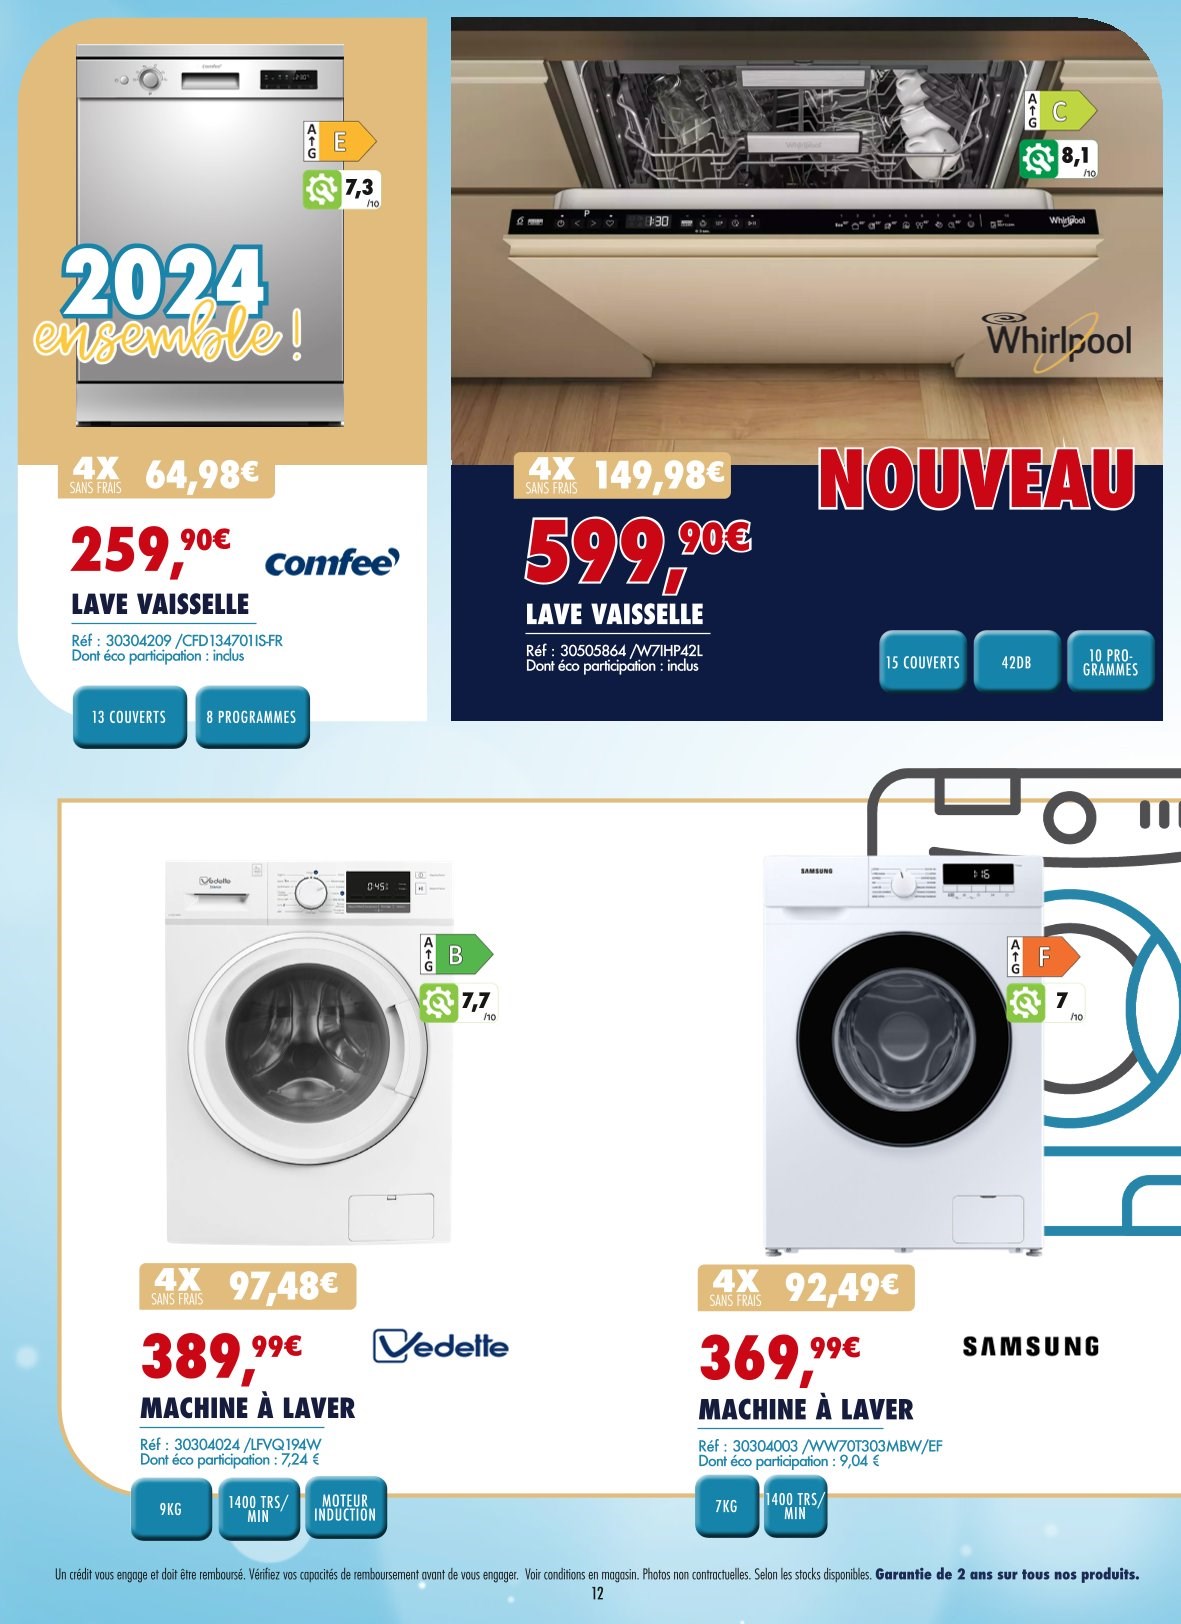 comfee'
A
G
E
7,3
/10
2024
ensemble !
4X
SANS FRAIS
64,98€
259,90€
comfee'
LAVE VAISSELLE
Réf : 30304209 /CFD134701IS-FR
Dont éco participation : inclus
13 COUVERTS
8 PROGRAMMES
A
G
C
8,1
/10
Whirlpool
P
1:30
Whirlpool
Whirlpool
4X
SANS FRAIS
149,98€
NOUVEAU
599,90€
LAVE VAISSELLE
Réf : 30505864 /W7IHP42L
Dont éco participation : inclus
15 COUVERTS
42DB
10 PRO-
GRAMMES
Vedette
0:45
A
G
B
7,7
/10
4X
SANS FRAIS
97,48€
389,99€
Vedette
MACHINE À LAVER
Réf : 30304024 /LFVQ194W
Dont éco participation : 7,24 €
9KG
1400 TRS/
MIN
MOTEUR
INDUCTION
SAMSUNG
A
G
F
7
/10
4X
SANS FRAIS
92,49€
369,99€
SAMSUNG
MACHINE À LAVER
Réf : 30304003 /WW70T303MBW/EF
Dont éco participation : 9,04 €
7KG
1400 TRS/
MIN
Un crédit vous engage et doit être remboursé. Vérifiez vos capacités de remboursement avant de vous engager. Voir conditions en magasin. Photos non contractuelles. Selon les stocks disponibles. Garantie de 2 ans sur tous nos produits.
12